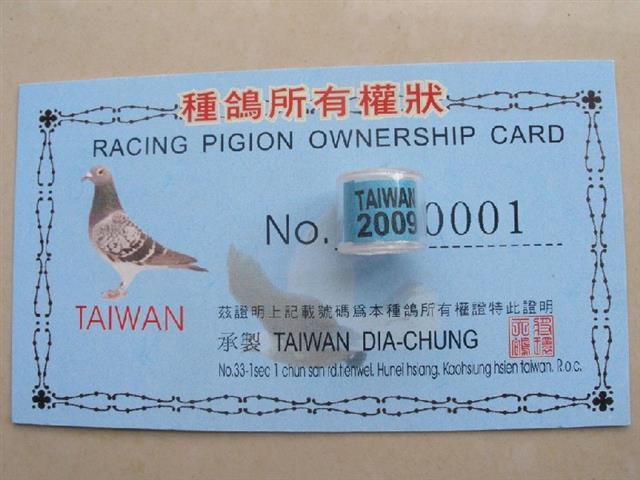 種鴿所有權狀
RACING PIGION OWNERSHIP CARD
TAIWAN
2009
No. 0001
TAIWAN
茲證明上記載號碼爲本種鴿所有權證特此證明
承製 TAIWAN DIA-CHUNG
No.33-1sec 1 chun san rd.tenwei. Hunei hsiang. Kaohsiung hsien taiwan. R.o.c.